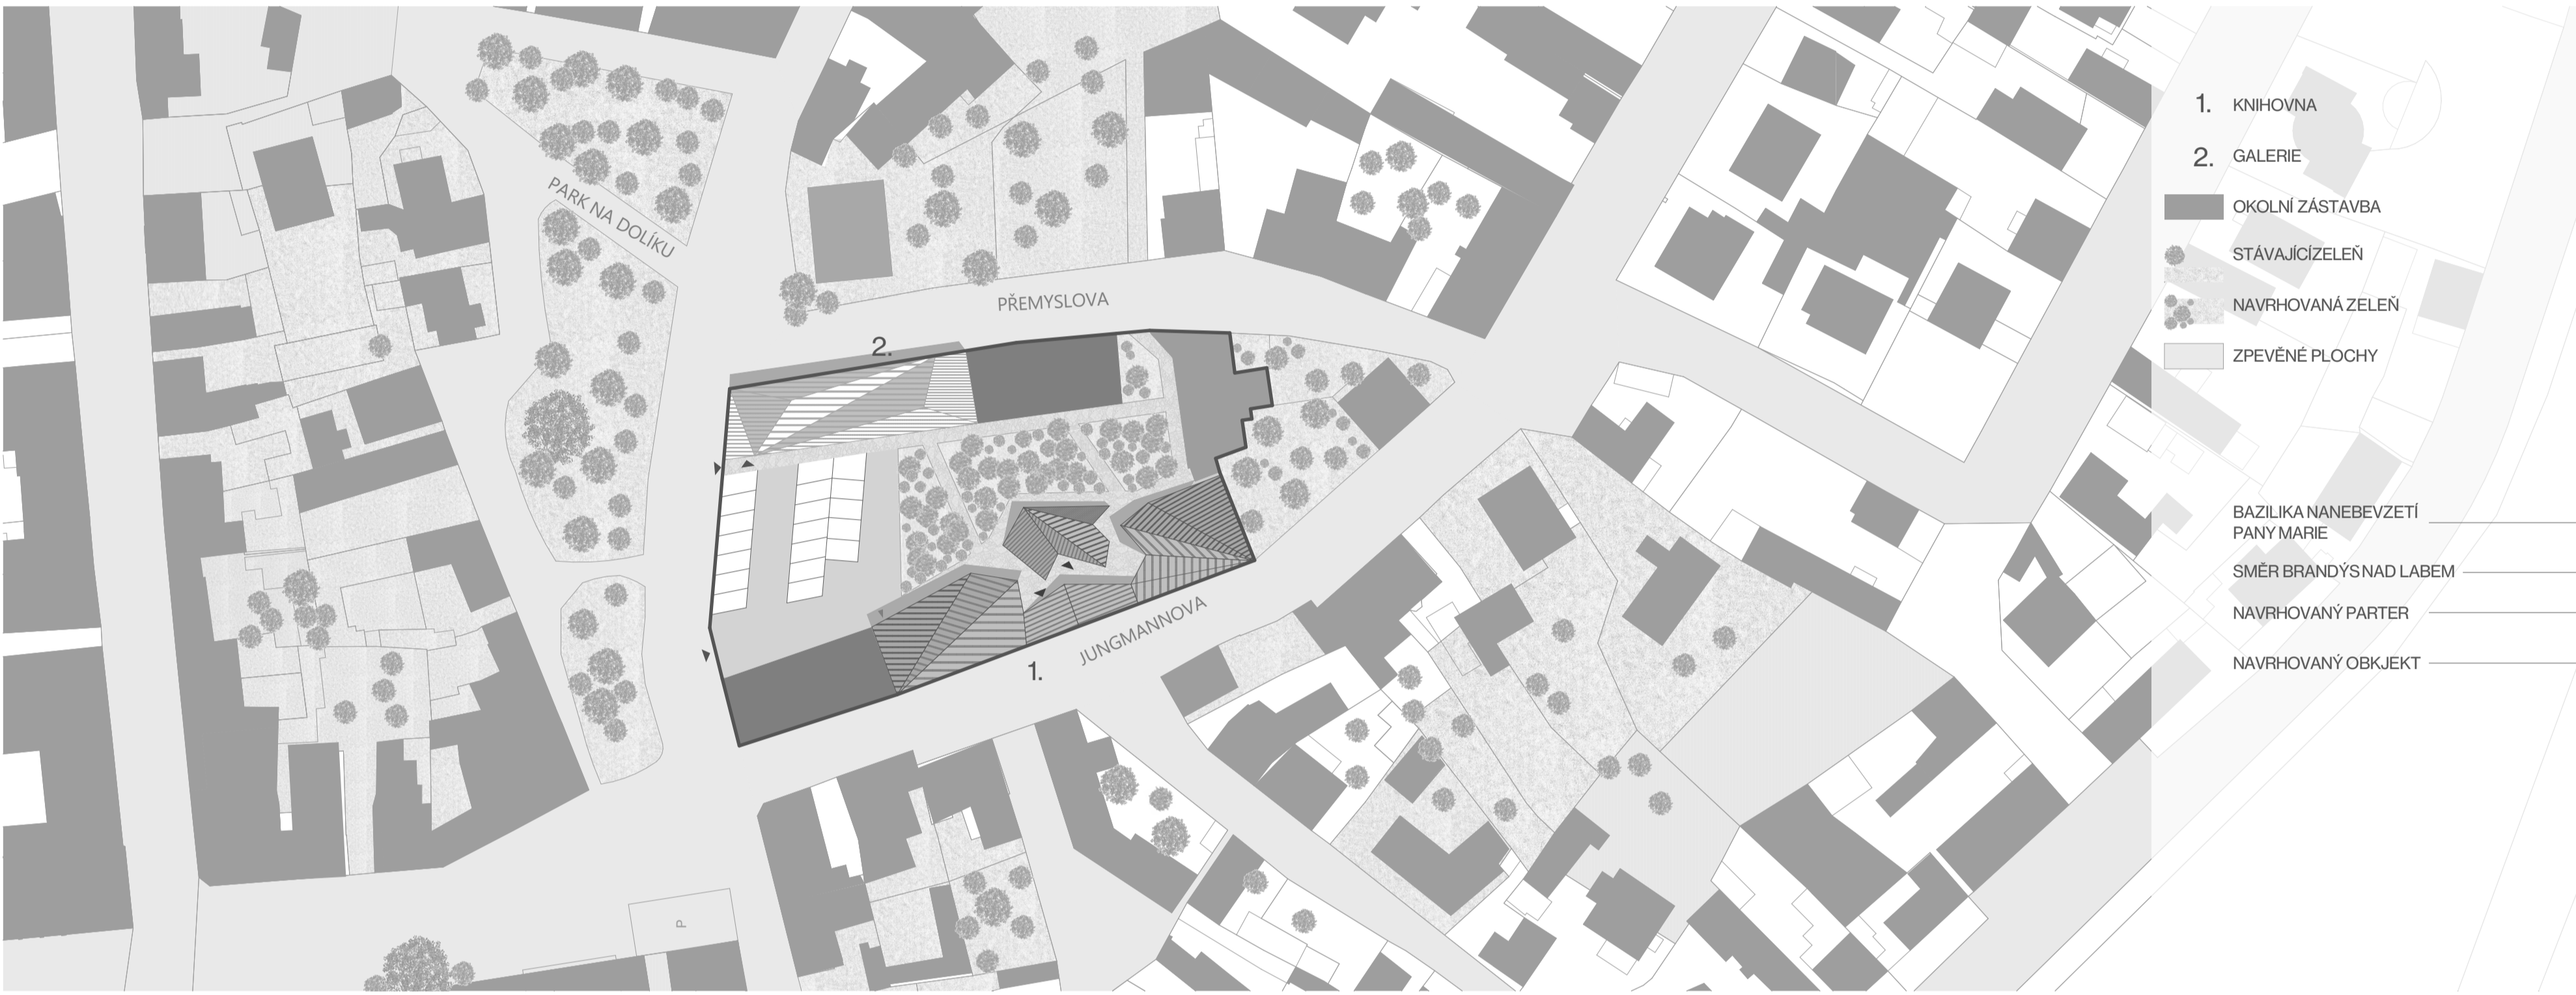 PARK NA DOLÍKU
PŘEMYSLOVA
2.
1.
JUNGMANNOVA
P
1. KNIHOVNA
2. GALERIE
OKOLNÍ ZÁSTAVBA
STÁVAJÍCÍZELEŇ
NAVRHOVANÁ ZELEŇ
ZPEVĚNÉ PLOCHY
BAZILIKA NANEBEVZETÍ
PANY MARIE
SMĚR BRANDÝS NAD LABEM
NAVRHOVANÝ PARTER
NAVRHOVANÝ OBKJEKT